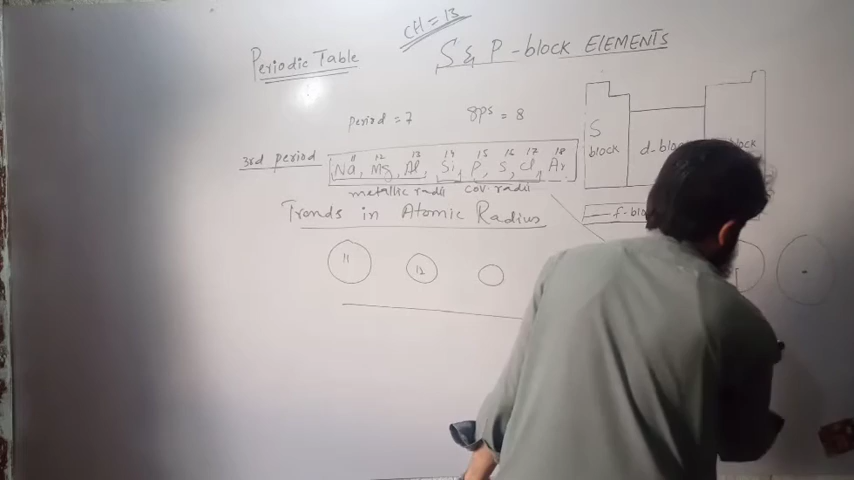 CH = 13
Periodic Table
S & P - block ELEMENTS
period = 7
gps = 8
S block
d-block
block
3rd period
11 12 13 14 15 16 17 18
Na, Mg, Al, Si, P, S, Cl, Ar
metallic radii cov. radii
f-bl
Trends in Atomic Radius
11
12